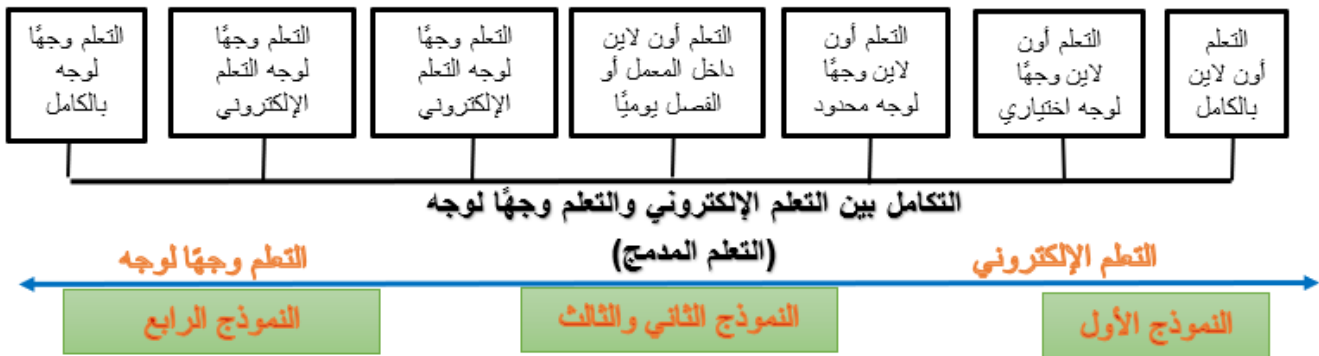 التعلم
أون لاين
بالكامل
التعلم أون
لاين وجهًا
لوجه اختياري
التعلم أون
لاين وجهًا
لوجه محدود
التعلم أون لاين
داخل المعمل أو
الفصل يوميًا
التعلم وجهًا
لوجه التعلم
الإلكتروني
التعلم وجهًا
لوجه التعلم
الإلكتروني
التعلم وجهًا
لوجه
بالكامل
التكامل بين التعلم الإلكتروني والتعلم وجهًا لوجه
(التعلم المدمج)
التعلم الإلكتروني
التعلم وجهًا لوجه
النموذج الأول
النموذج الثاني والثالث
النموذج الرابع